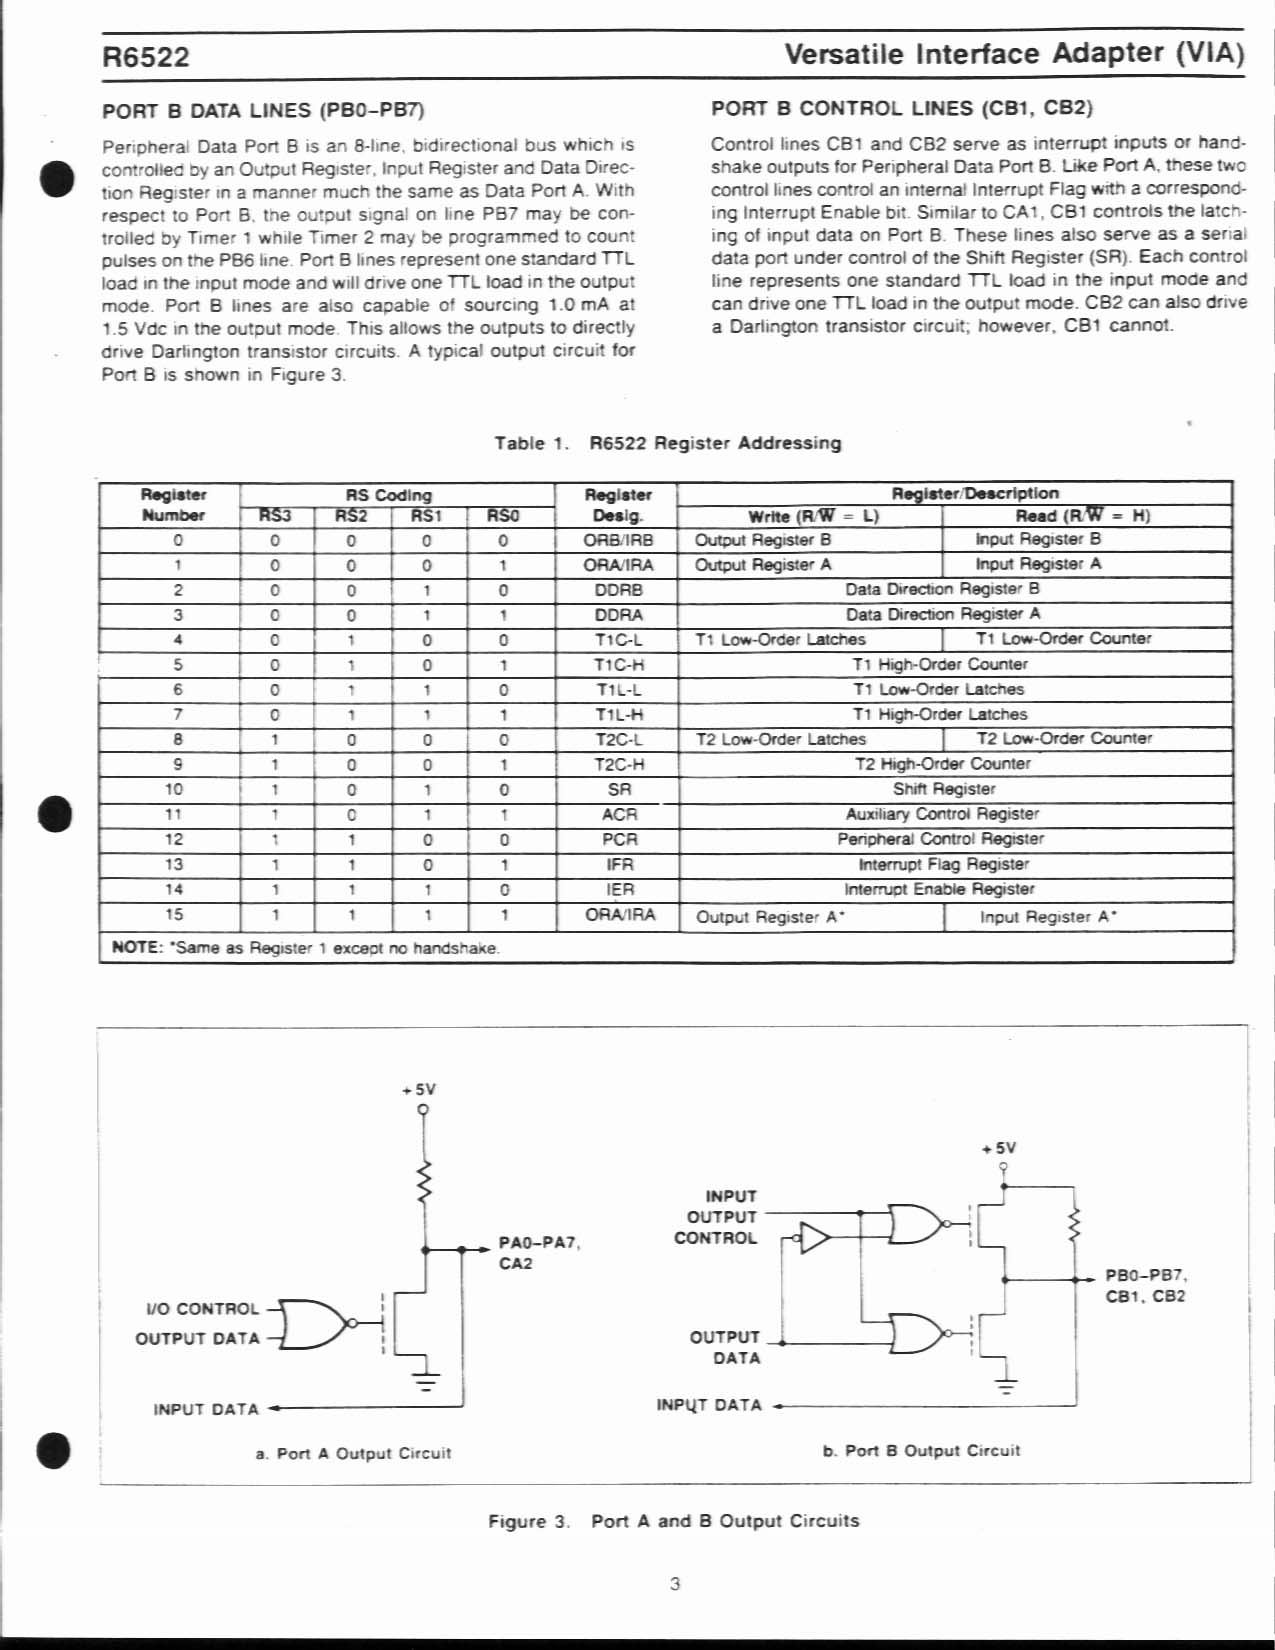 R6522
Versatile Interface Adapter (VIA)
PORT B DATA LINES (PB0–PB7)
Peripheral Data Port B is an 8-line, bidirectional bus which is
controlled by an Output Register, Input Register and Data Direc-
tion Register in a manner much the same as Data Port A. With
respect to Port B, the output signal on line PB7 may be con-
trolled by Timer 1 while Timer 2 may be programmed to count
pulses on the PB6 line. Port B lines represent one standard TTL
load in the input mode and will drive one TTL load in the output
mode. Port B lines are also capable of sourcing 1.0 mA at
1.5 Vdc in the output mode. This allows the outputs to directly
drive Darlington transistor circuits. A typical output circuit for
Port B is shown in Figure 3.
PORT B CONTROL LINES (CB1, CB2)
Control lines CB1 and CB2 serve as interrupt inputs or hand-
shake outputs for Peripheral Data Port B. Like Port A, these two
control lines control an internal Interrupt Flag with a correspond-
ing Interrupt Enable bit. Similar to CA1, CB1 controls the latch-
ing of input data on Port B. These lines also serve as a serial
data port under control of the Shift Register (SR). Each control
line represents one standard TTL load in the input mode and
can drive one TTL load in the output mode. CB2 can also drive
a Darlington transistor circuit; however, CB1 cannot.
Table 1. R6522 Register Addressing
Register Number RS Coding Register Desig. Register/Description
RS3 RS2 RS1 RS0 Write (R/W̅ = L) Read (R/W̅ = H)
0 0 0 0 0 ORB/IRB Output Register B Input Register B
1 0 0 0 1 ORA/IRA Output Register A Input Register A
2 0 0 1 0 DDRB Data Direction Register B
3 0 0 1 1 DDRA Data Direction Register A
4 0 1 0 0 T1C-L T1 Low-Order Latches T1 Low-Order Counter
5 0 1 0 1 T1C-H T1 High-Order Counter
6 0 1 1 0 T1L-L T1 Low-Order Latches
7 0 1 1 1 T1L-H T1 High-Order Latches
8 1 0 0 0 T2C-L T2 Low-Order Latches T2 Low-Order Counter
9 1 0 0 1 T2C-H T2 High-Order Counter
10 1 0 1 0 SR Shift Register
11 1 0 1 1 ACR Auxiliary Control Register
12 1 1 0 0 PCR Peripheral Control Register
13 1 1 0 1 IFR Interrupt Flag Register
14 1 1 1 0 IER Interrupt Enable Register
15 1 1 1 1 ORA/IRA Output Register A* Input Register A*
NOTE: *Same as Register 1 except no handshake.
+5V
PA0–PA7,
CA2
I/O CONTROL
OUTPUT DATA
INPUT DATA
a. Port A Output Circuit
+5V
INPUT
OUTPUT
CONTROL
PB0–PB7,
CB1, CB2
OUTPUT
DATA
INPUT DATA
b. Port B Output Circuit
Figure 3. Port A and B Output Circuits
3